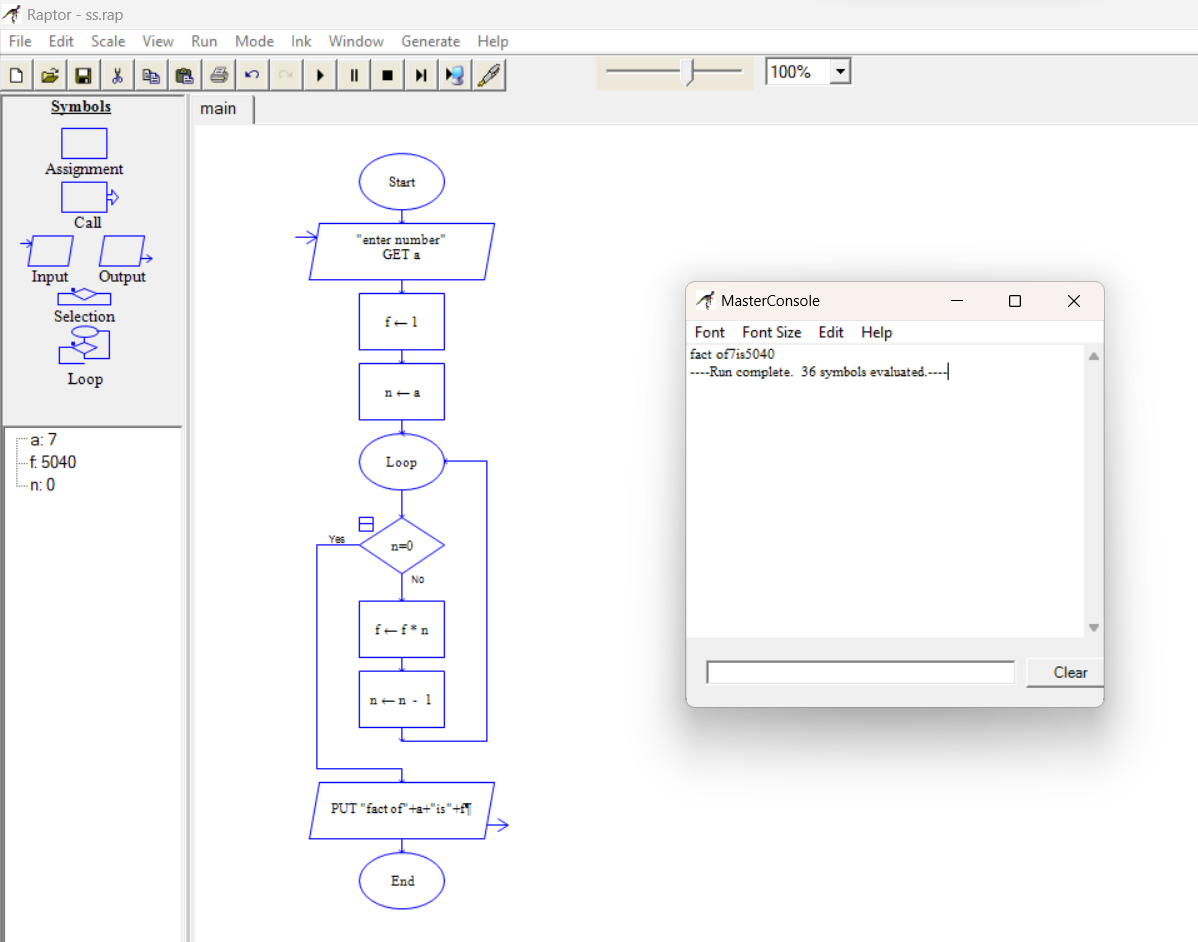 Raptor - ss.rap
File Edit Scale View Run Mode Ink Window Generate Help
100%
Symbols
Assignment
Call
Input Output
Selection
Loop
a: 7
f: 5040
n: 0
main
Start
"enter number"
GET a
f ← 1
n ← a
Loop
Yes
n=0
No
f ← f * n
n ← n - 1
PUT "fact of"+a+"is"+f¶
End
MasterConsole
Font Font Size Edit Help
fact of7is5040
----Run complete. 36 symbols evaluated.----
Clear